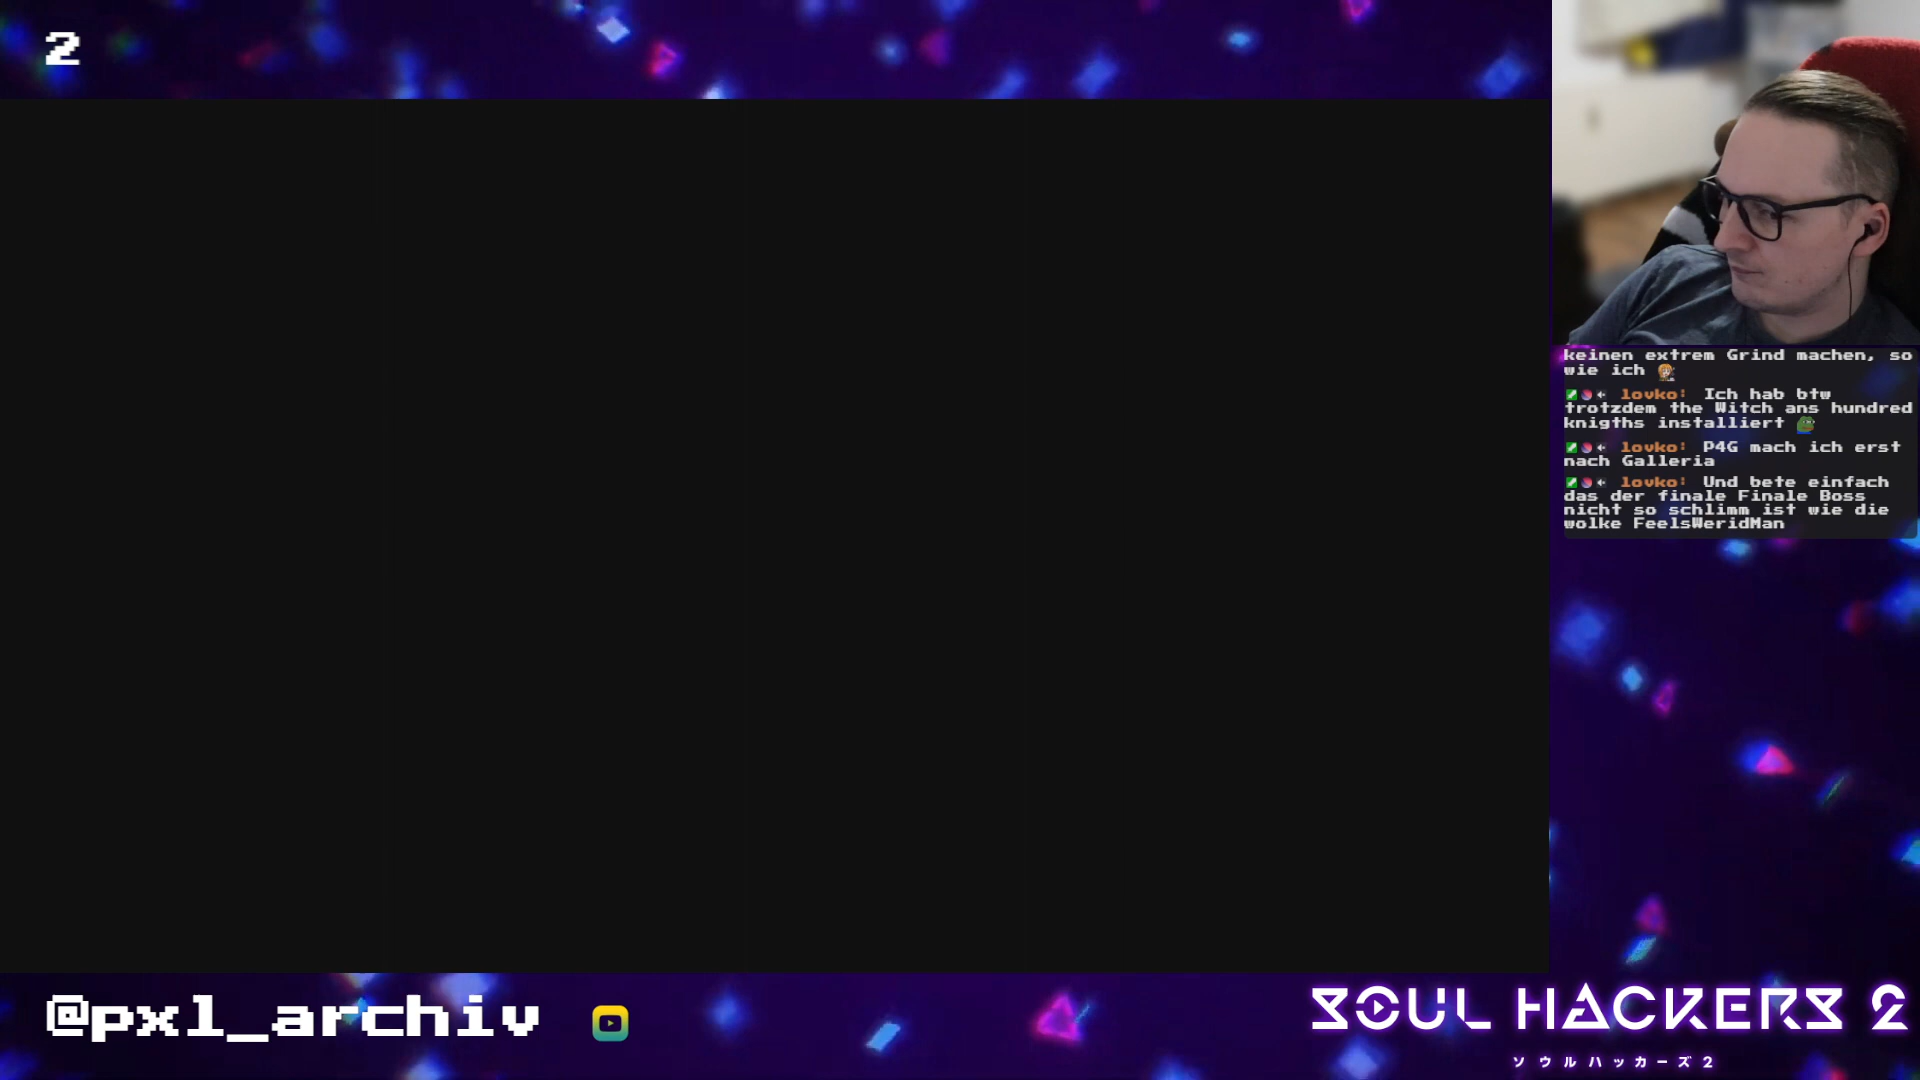 2
keinen extrem Grind machen, so
wie ich
lovko: Ich hab btw
trotzdem the Witch ans hundred
knigths installiert
lovko: P4G mach ich erst
nach Galleria
lovko: Und bete einfach
das der finale Finale Boss
nicht so schlimm ist wie die
wolke FeelsWeridMan
@pxl_archiv
SOUL HACKERS 2
ソウルハッカーズ2